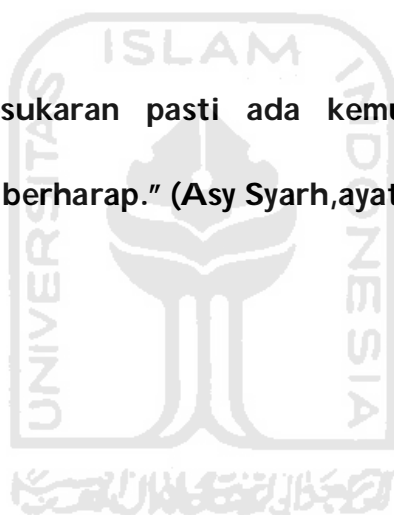 ISLAM
sukaran pasti ada kemu
berharap.” (Asy Syarh,ayat
UNIVERSITAS
INDONESIA